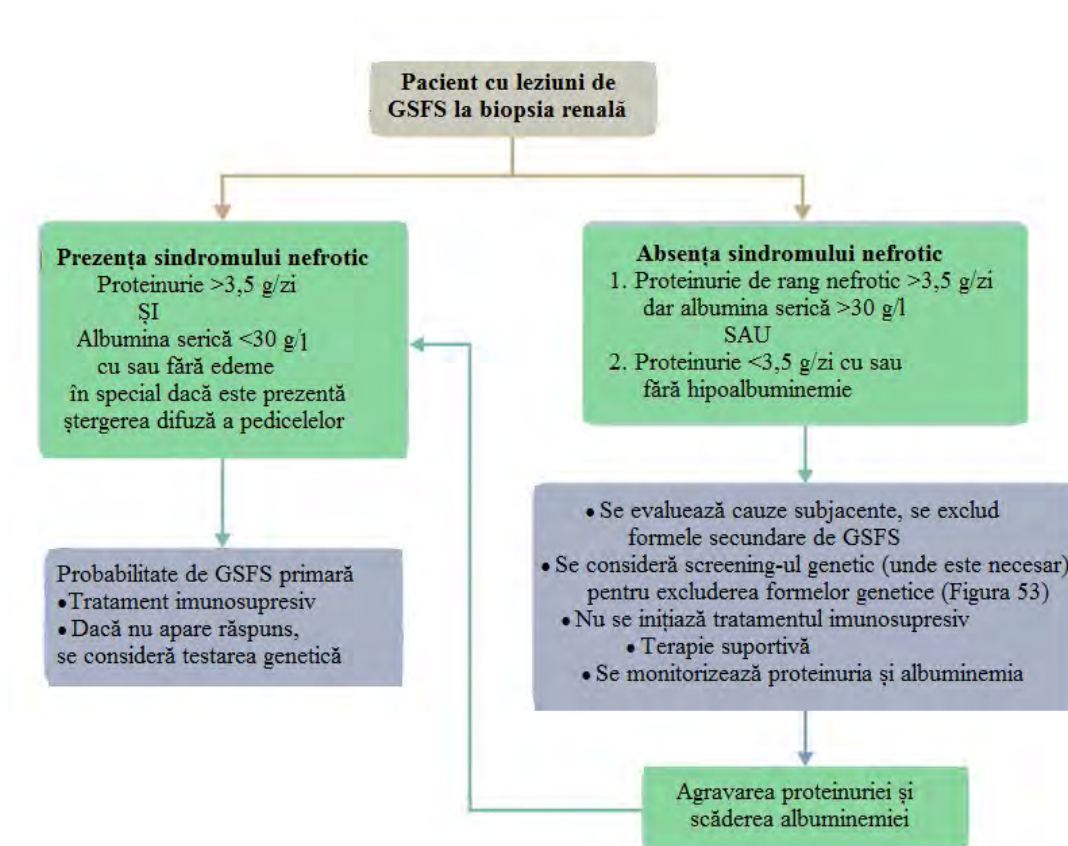 Pacient cu leziuni de
GSFS la biopsia renală
Prezența sindromului nefrotic
Proteinurie >3,5 g/zi
ȘI
Albumina serică <30 g/l
cu sau fără edeme
în special dacă este prezentă
ștergerea difuză a pedicelelor
Probabilitate de GSFS primară
•Tratament imunosupresiv
•Dacă nu apare răspuns,
se consideră testarea genetică
Absența sindromului nefrotic
1. Proteinurie de rang nefrotic >3,5 g/zi
dar albumina serică >30 g/l
SAU
2. Proteinurie <3,5 g/zi cu sau
fără hipoalbuminemie
• Se evaluează cauze subjacente, se exclud
formele secundare de GSFS
• Se consideră screening-ul genetic (unde este necesar)
pentru excluderea formelor genetice (Figura 53)
• Nu se inițiază tratamentul imunosupresiv
• Terapie suportivă
• Se monitorizează proteinuria și albuminemia
Agravarea proteinuriei și
scăderea albuminemiei